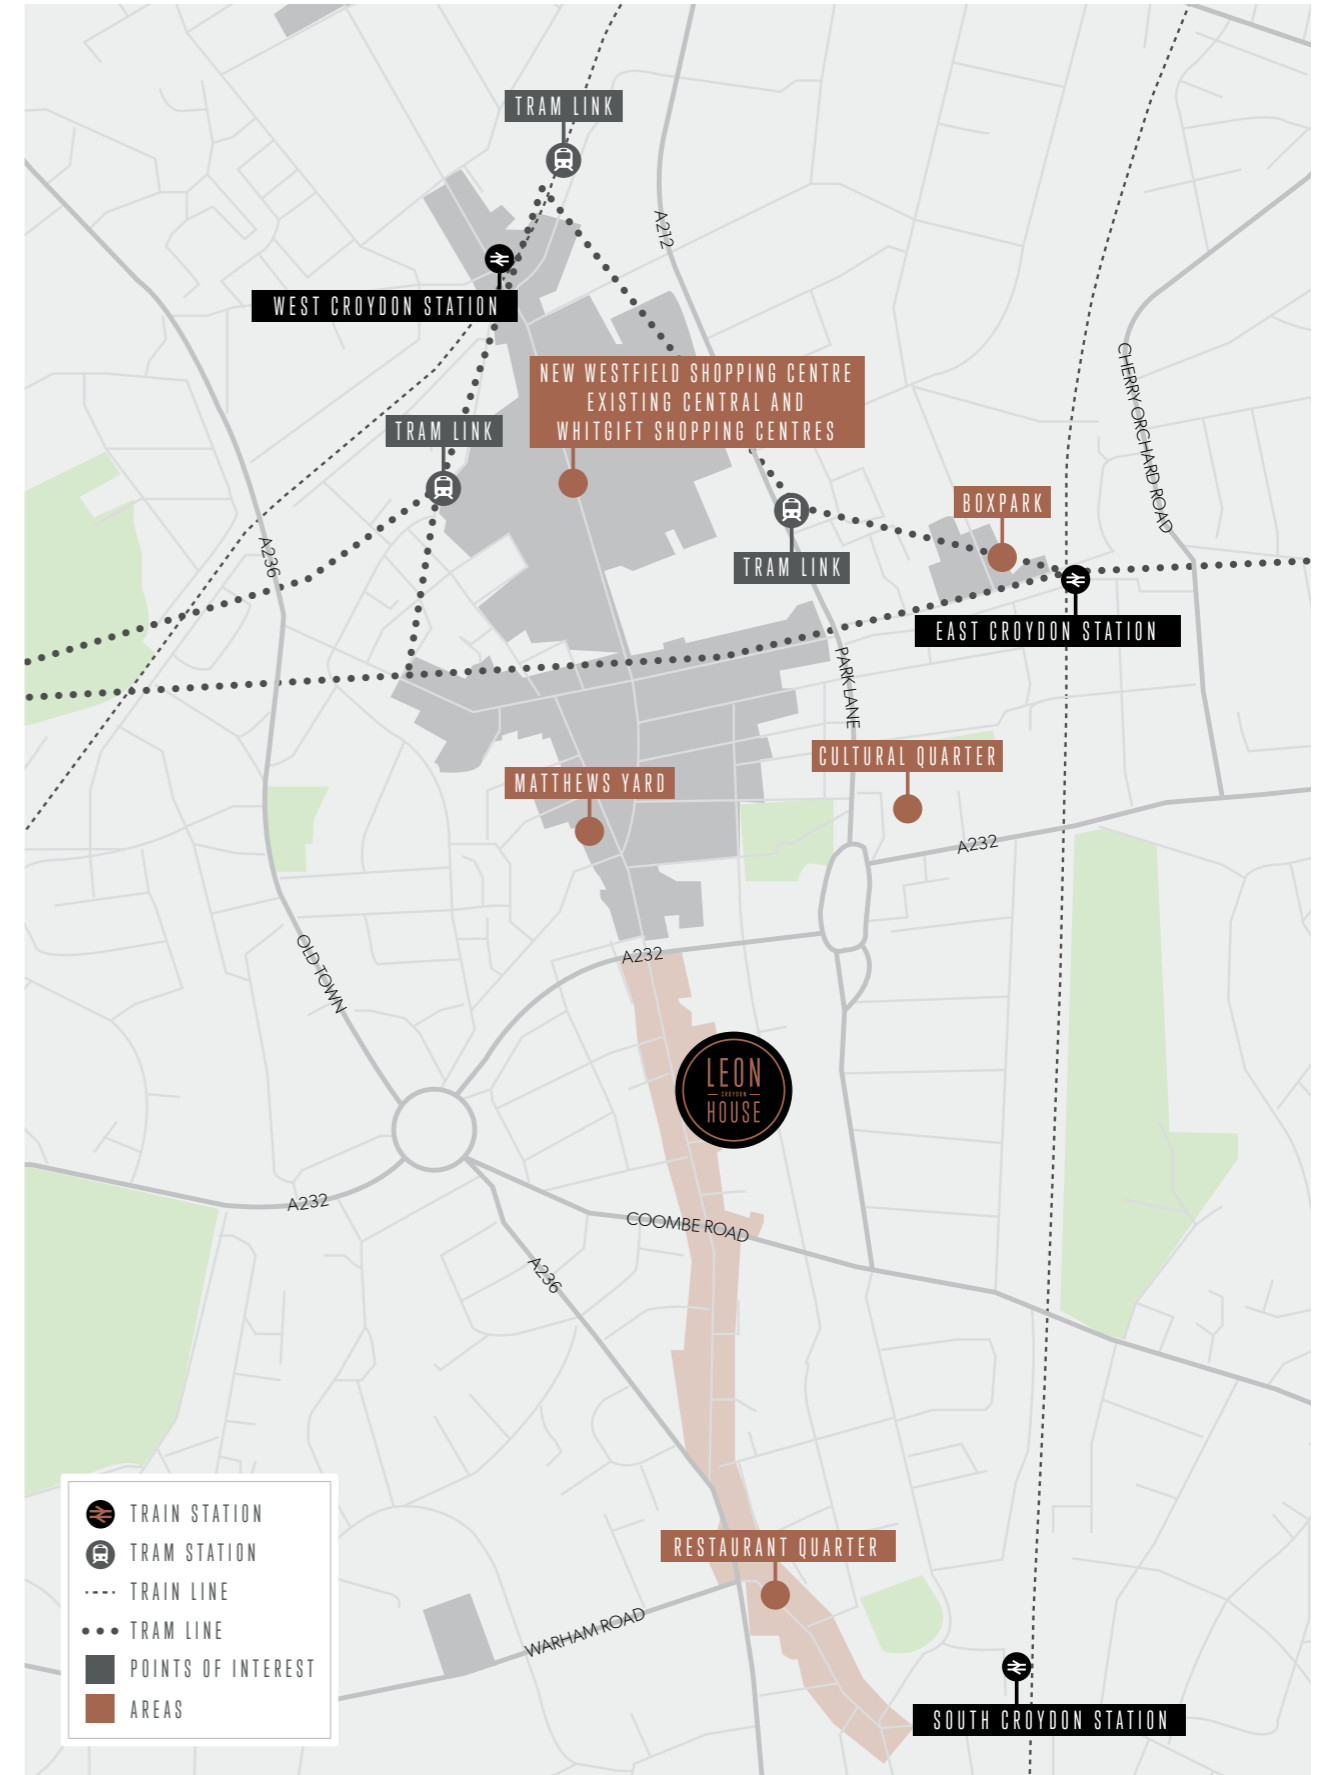 TRAM LINK
A212
WEST CROYDON STATION
NEW WESTFIELD SHOPPING CENTRE
EXISTING CENTRAL AND
WHITGIFT SHOPPING CENTRES
CHERRY ORCHARD ROAD
TRAM LINK
BOXPARK
A236
TRAM LINK
EAST CROYDON STATION
PARK LANE
CULTURAL QUARTER
MATTHEWS YARD
A232
OLD TOWN
A232
LEON
CROYDON
HOUSE
A232
COOMBE ROAD
A236
RESTAURANT QUARTER
WARHAM ROAD
SOUTH CROYDON STATION
TRAIN STATION
TRAM STATION
TRAIN LINE
TRAM LINE
POINTS OF INTEREST
AREAS